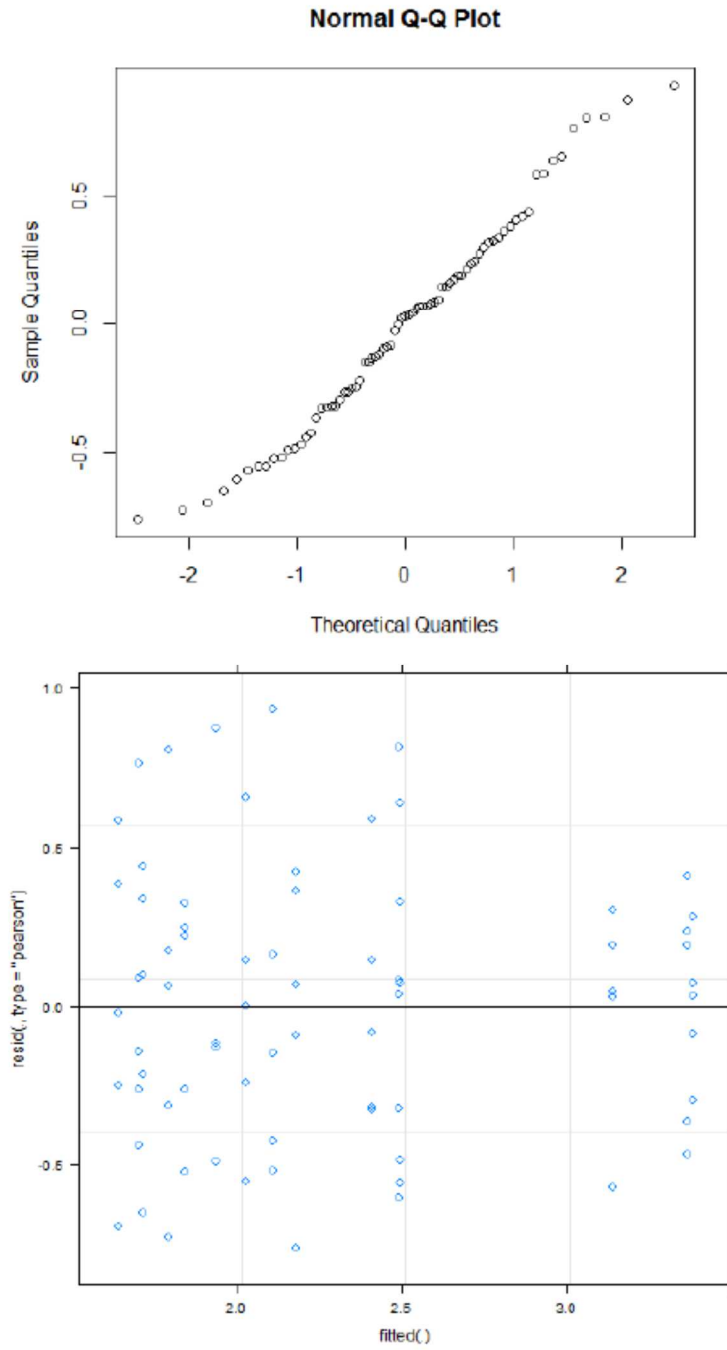 Normal Q-Q Plot
0.5
0.0
-0.5
Sample Quantiles
-2 -1 0 1 2
Theoretical Quantiles
1.0
0.5
0.0
-0.5
resid(, type = "pearson")
2.0 2.5 3.0
fitted(.)